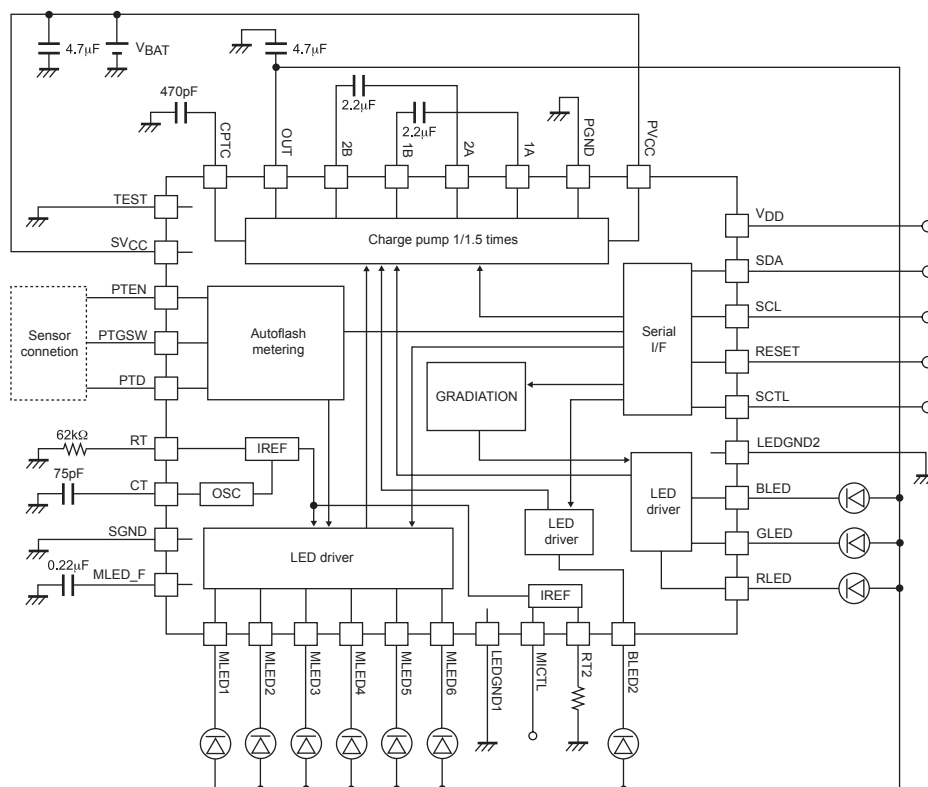 4.7μF
VBAT
4.7μF
470pF
2.2μF
2.2μF
CPTC
OUT
2B
1B
2A
1A
PGND
PVCC
TEST
SVCC
PTEN
PTGSW
PTD
RT
CT
SGND
MLED_F
VDD
SDA
SCL
RESET
SCTL
LEDGND2
BLED
GLED
RLED
Charge pump 1/1.5 times
Sensor
connetion
Autoflash
metering
Serial
I/F
GRADIATION
62kΩ
IREF
75pF
OSC
LED
driver
LED
driver
LED driver
0.22μF
IREF
MLED1
MLED2
MLED3
MLED4
MLED5
MLED6
LEDGND1
MICTL
RT2
BLED2